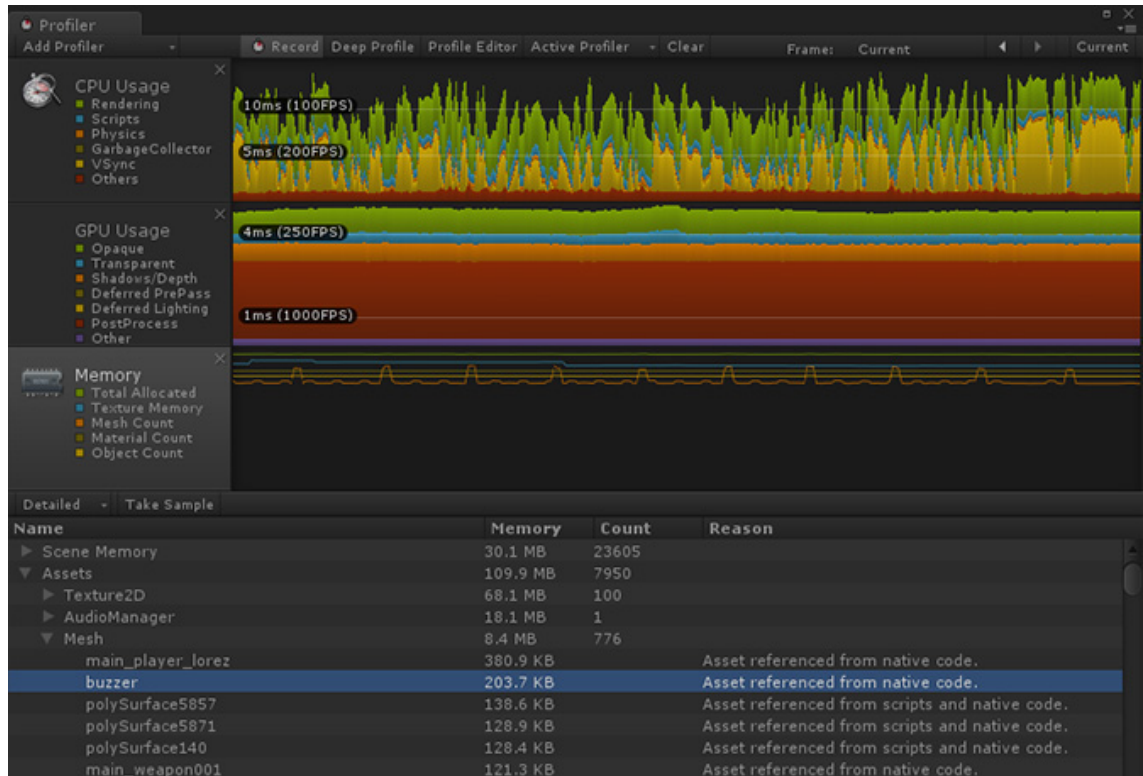 Profiler
Add Profiler Record Deep Profile Profile Editor Active Profiler Clear Frame: Current Current
CPU Usage
Rendering
Scripts
Physics
GarbageCollector
VSync
Others
10ms (100FPS)
5ms (200FPS)
GPU Usage
Opaque
Transparent
Shadows/Depth
Deferred PrePass
Deferred Lighting
PostProcess
Other
4ms (250FPS)
1ms (1000FPS)
Memory
Total Allocated
Texture Memory
Mesh Count
Material Count
Object Count
Detailed Take Sample
Name Memory Count Reason
Scene Memory 30.1 MB 23605
Assets 109.9 MB 7950
Texture2D 68.1 MB 100
AudioManager 18.1 MB 1
Mesh 8.4 MB 776
main_player_lorez 380.9 KB Asset referenced from native code.
buzzer 203.7 KB Asset referenced from native code.
polySurface5857 138.6 KB Asset referenced from scripts and native code.
polySurface5871 128.9 KB Asset referenced from scripts and native code.
polySurface140 128.4 KB Asset referenced from scripts and native code.
main_weapon001 121.3 KB Asset referenced from native code.